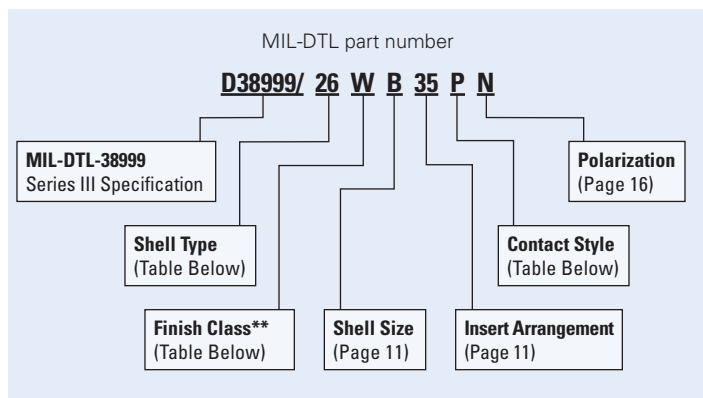 MIL-DTL part number
D38999/ 26 W B 35 P N
MIL-DTL-38999
Series III Specification
Polarization
(Page 16)
Shell Type
(Table Below)
Contact Style
(Table Below)
Finish Class**
(Table Below)
Shell Size
(Page 11)
Insert Arrangement
(Page 11)